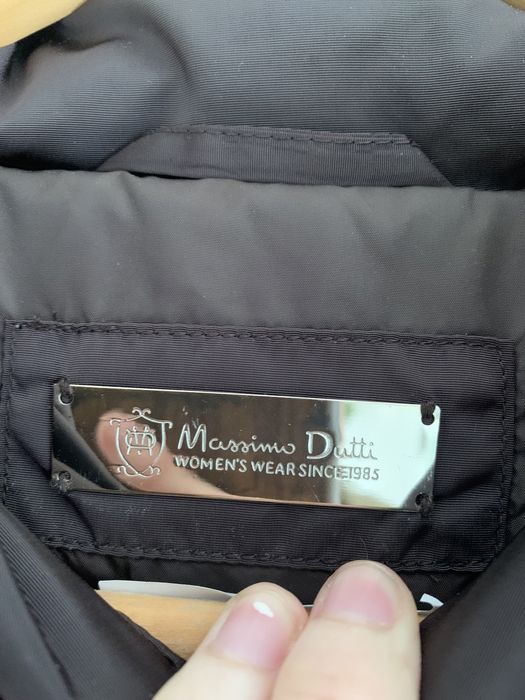 Massimo Dutti
WOMEN'S WEAR SINCE 1985